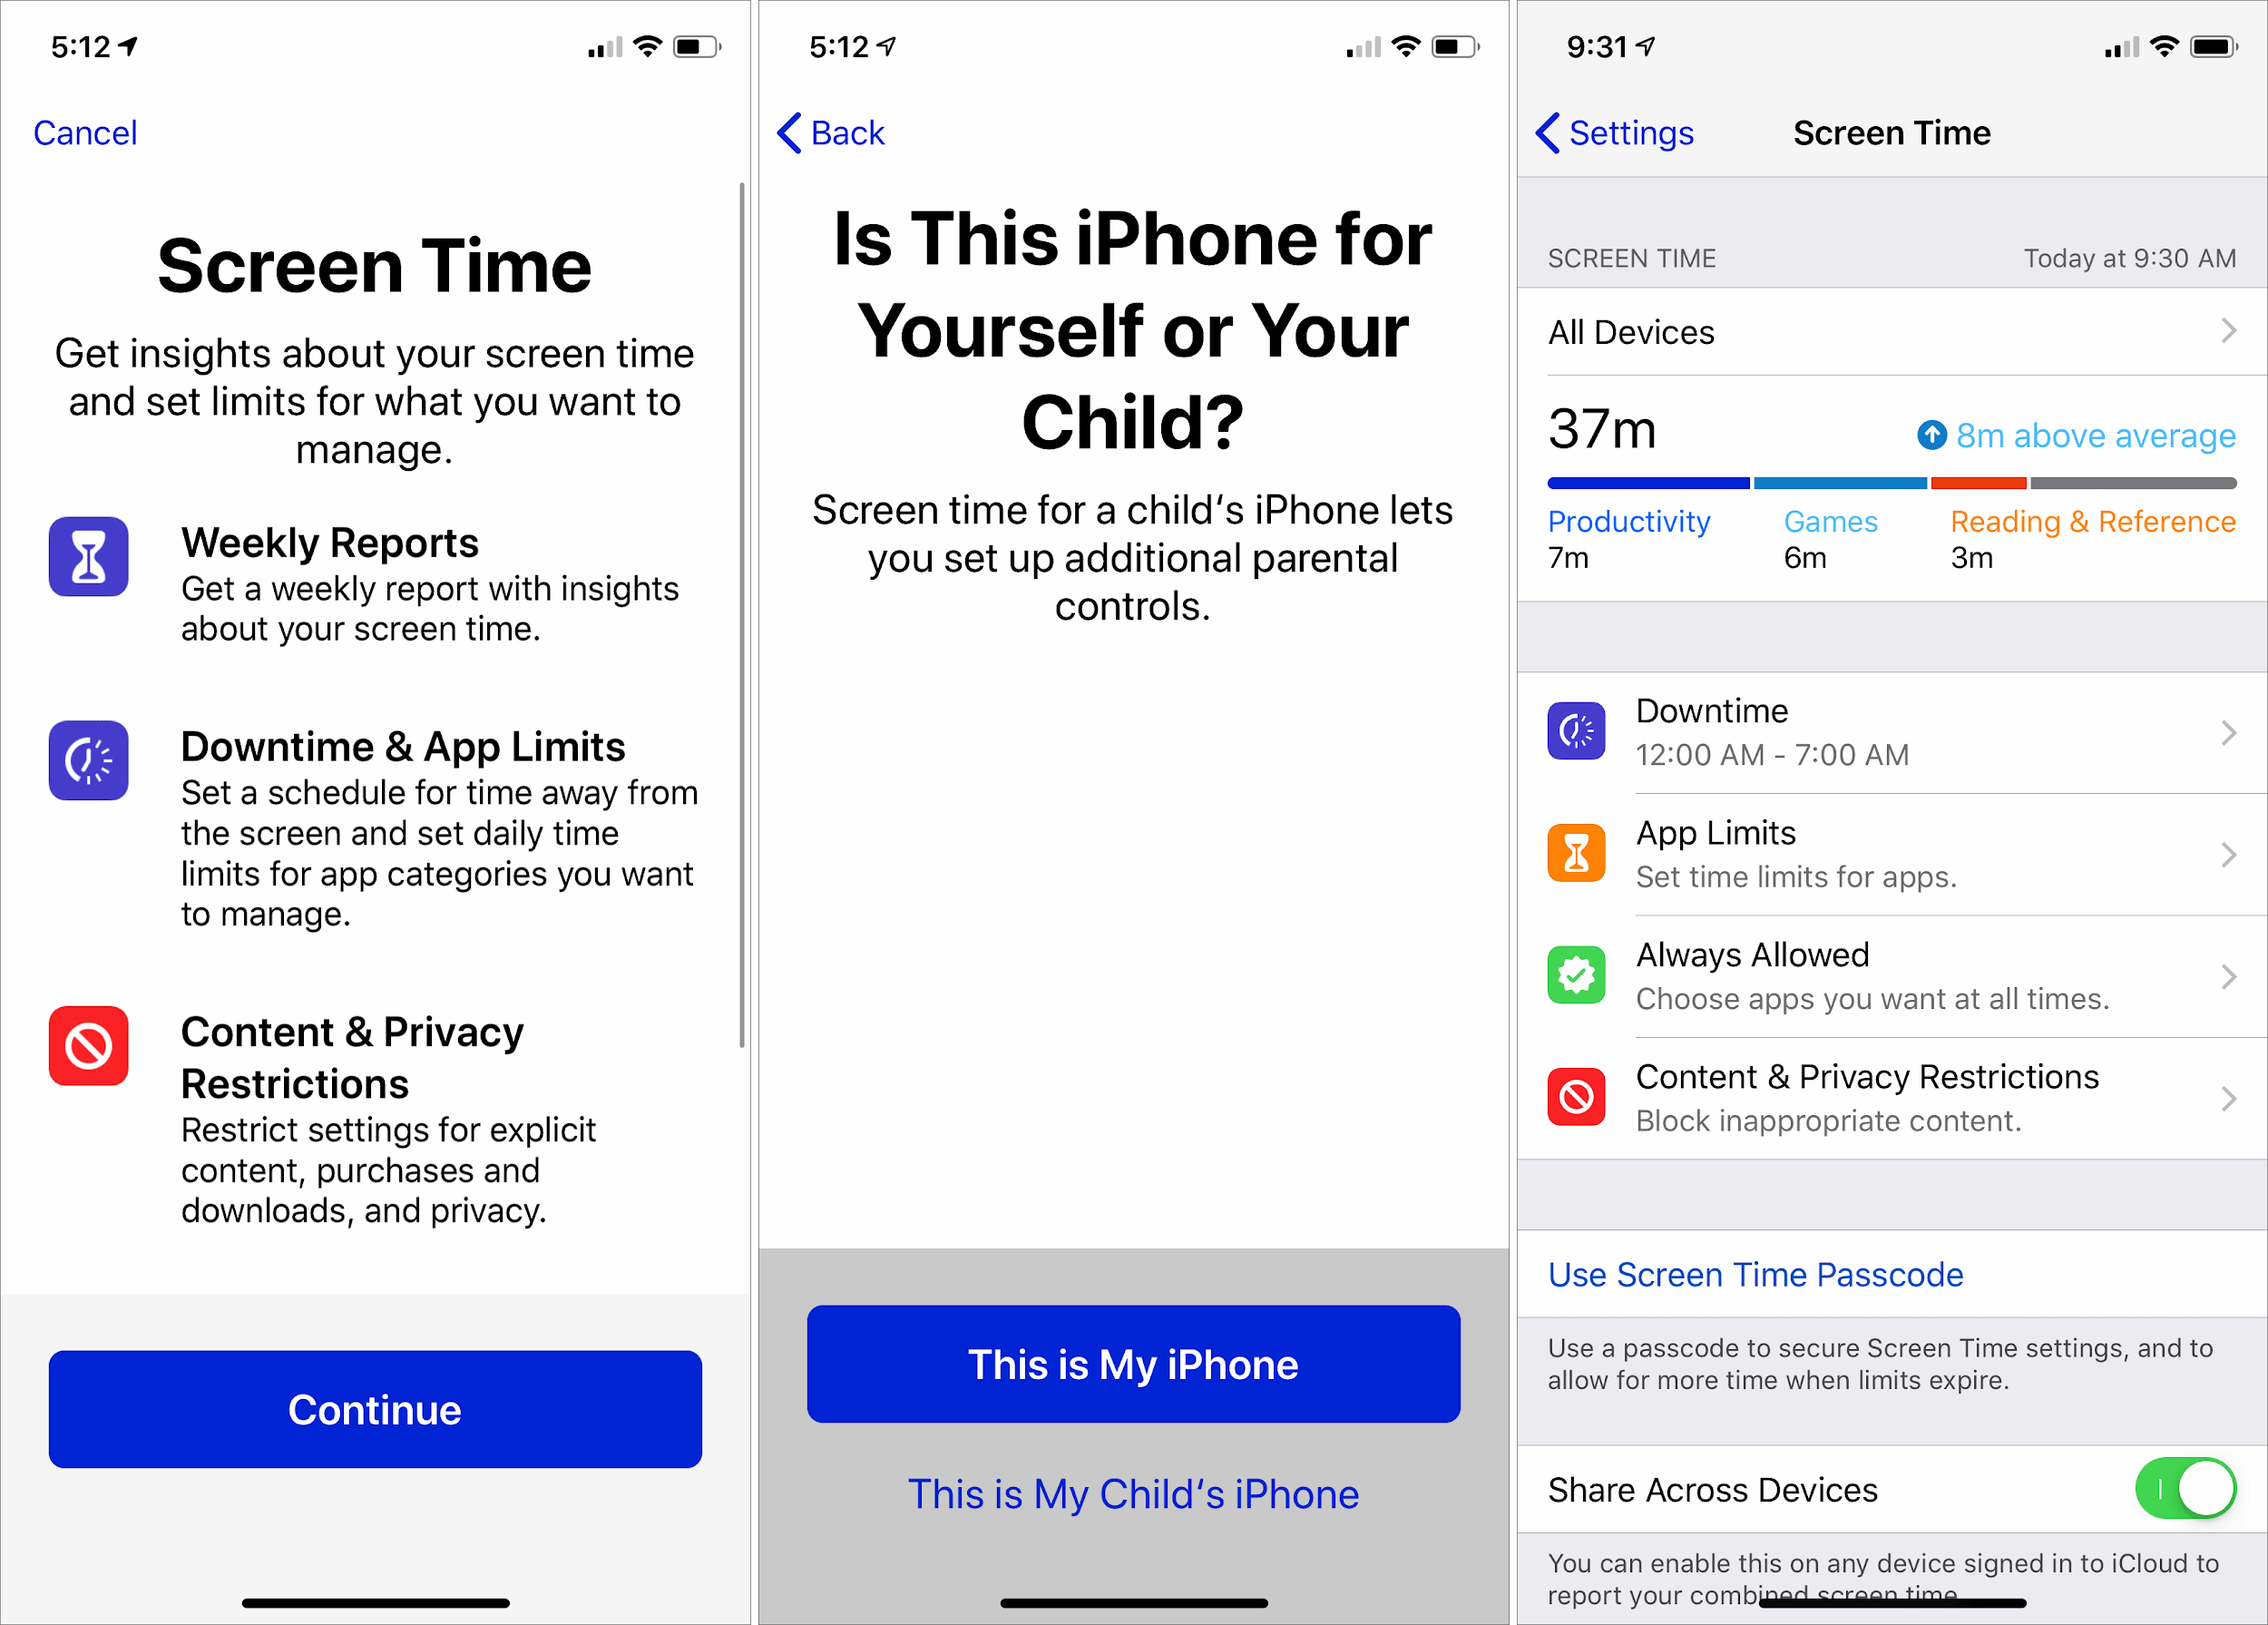 5:12
Cancel
Screen Time
Get insights about your screen time
and set limits for what you want to
manage.
Weekly Reports
Get a weekly report with insights
about your screen time.
Downtime & App Limits
Set a schedule for time away from
the screen and set daily time
limits for app categories you want
to manage.
Content & Privacy
Restrictions
Restrict settings for explicit
content, purchases and
downloads, and privacy.
Continue
5:12
Back
Is This iPhone for
Yourself or Your
Child?
Screen time for a child‘s iPhone lets
you set up additional parental
controls.
This is My iPhone
This is My Child‘s iPhone
9:31
Settings
Screen Time
SCREEN TIME
Today at 9:30 AM
All Devices
37m
8m above average
Productivity
7m
Games
6m
Reading & Reference
3m
Downtime
12:00 AM - 7:00 AM
App Limits
Set time limits for apps.
Always Allowed
Choose apps you want at all times.
Content & Privacy Restrictions
Block inappropriate content.
Use Screen Time Passcode
Use a passcode to secure Screen Time settings, and to
allow for more time when limits expire.
Share Across Devices
You can enable this on any device signed in to iCloud to
report your combined screen time.